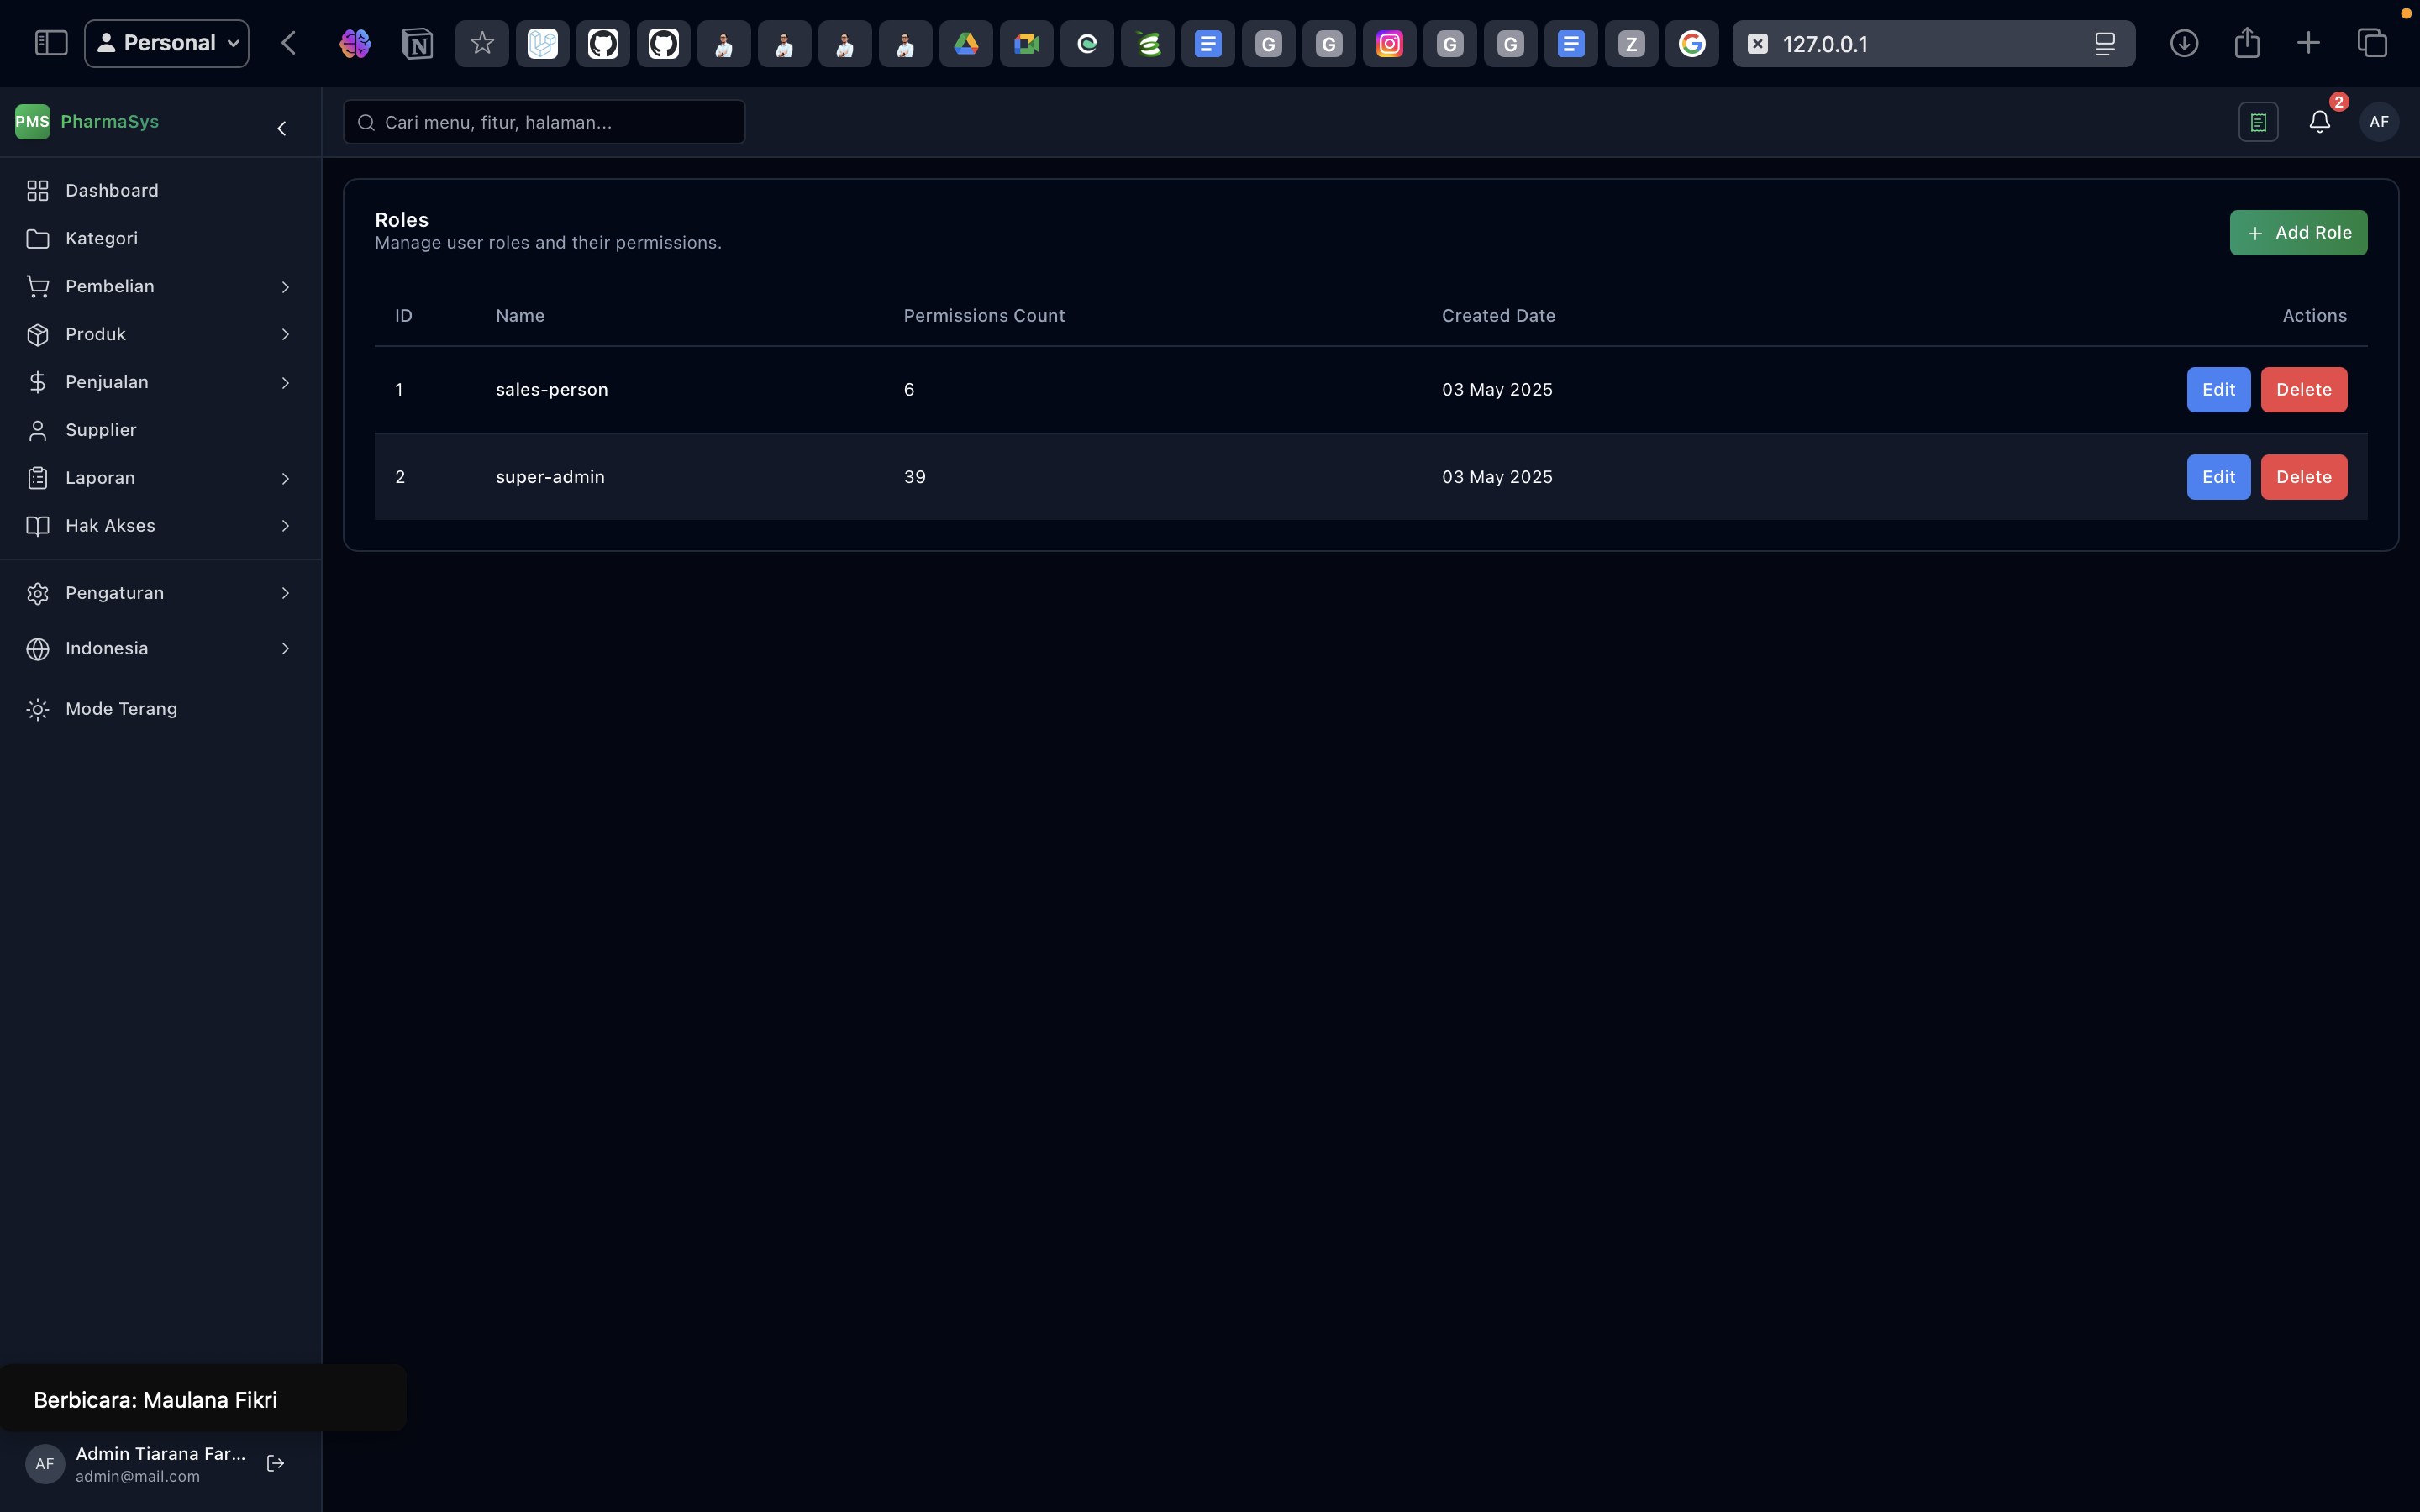 Personal
127.0.0.1
PMS PharmaSys
Cari menu, fitur, halaman...
2
AF
Dashboard
Kategori
Pembelian
Produk
Penjualan
Supplier
Laporan
Hak Akses
Pengaturan
Indonesia
Mode Terang
Roles
Manage user roles and their permissions.
Add Role
ID Name Permissions Count Created Date Actions
1 sales-person 6 03 May 2025 Edit Delete
2 super-admin 39 03 May 2025 Edit Delete
Berbicara: Maulana Fikri
AF
Admin Tiarana Far...
admin@mail.com